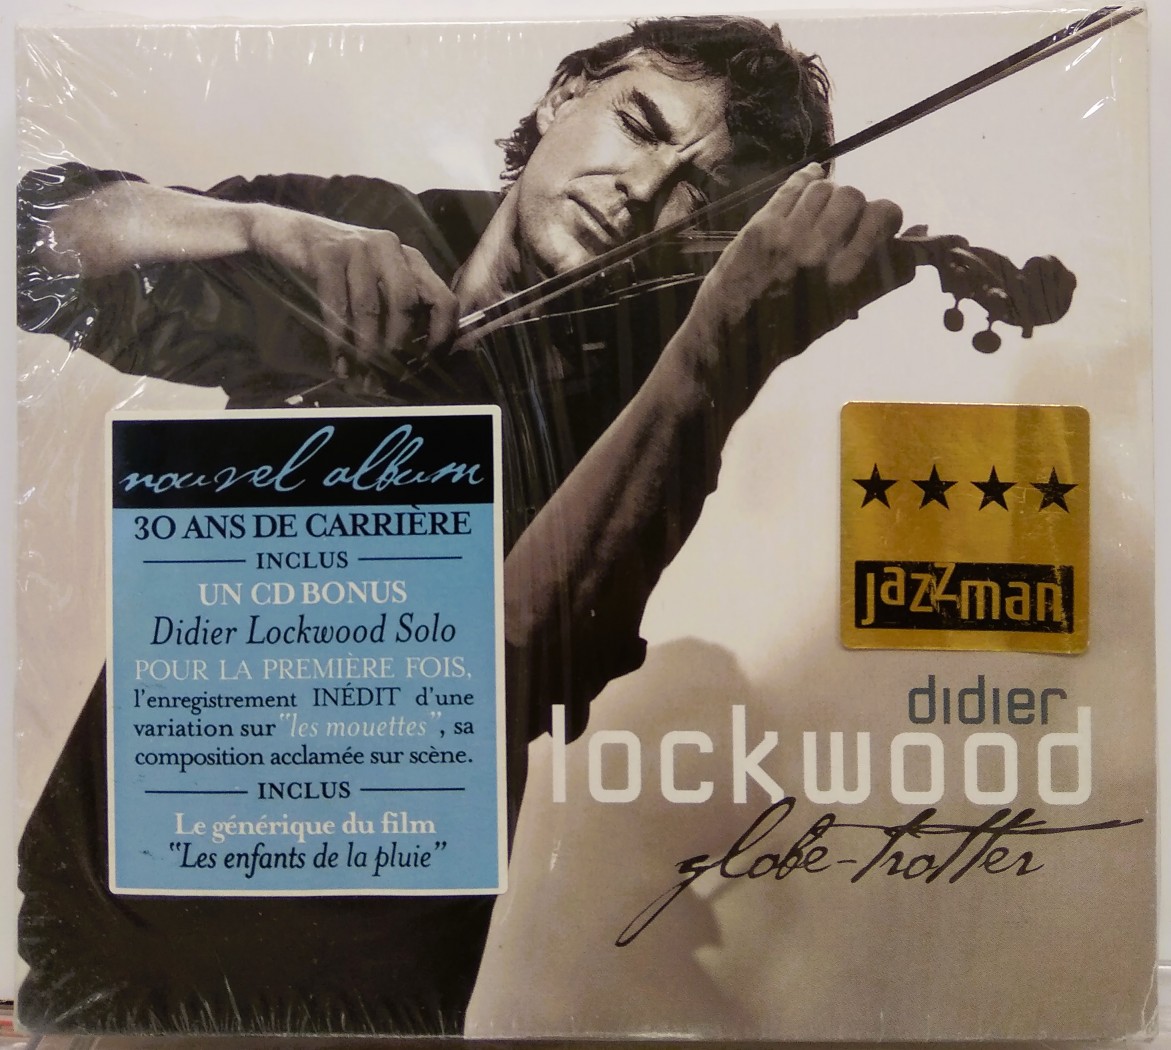 nouvel album
30 ANS DE CARRIÈRE
INCLUS
UN CD BONUS
Didier Lockwood Solo
POUR LA PREMIÈRE FOIS,
l'enregistrement INÉDIT d'une
variation sur "les mouettes", sa
composition acclamée sur scène.
INCLUS
Le générique du film
"Les enfants de la pluie"
jazzman
didier
lockwood
globe-trotter